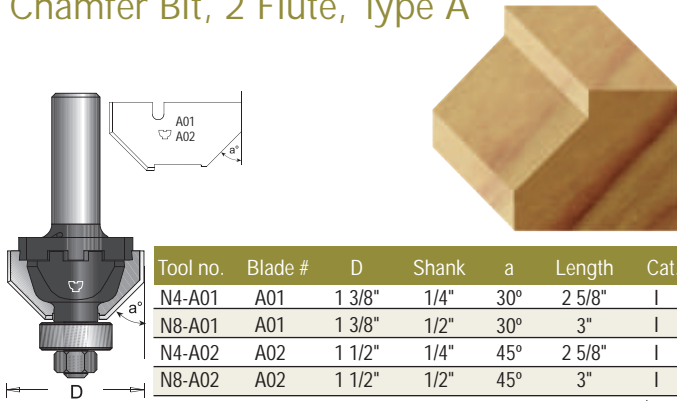 Chamfer Bit, 2 Flute, Type A
A01
A02
a°
a°
D
Tool no. Blade # D Shank a Length Cat
N4-A01 A01 1 3/8" 1/4" 30º 2 5/8" I
N8-A01 A01 1 3/8" 1/2" 30º 3" I
N4-A02 A02 1 1/2" 1/4" 45º 2 5/8" I
N8-A02 A02 1 1/2" 1/2" 45º 3" I